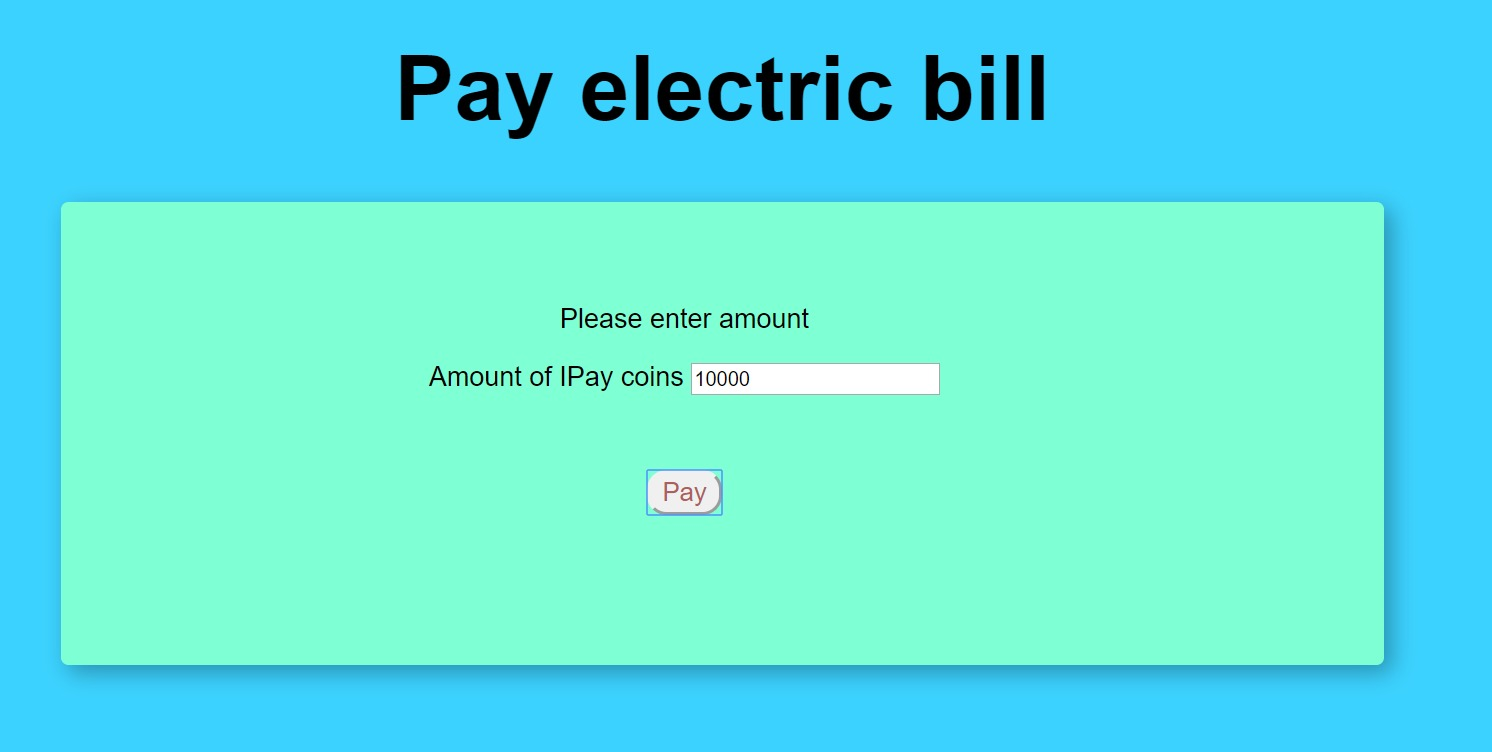 Pay electric bill
Please enter amount
Amount of IPay coins 10000
Pay